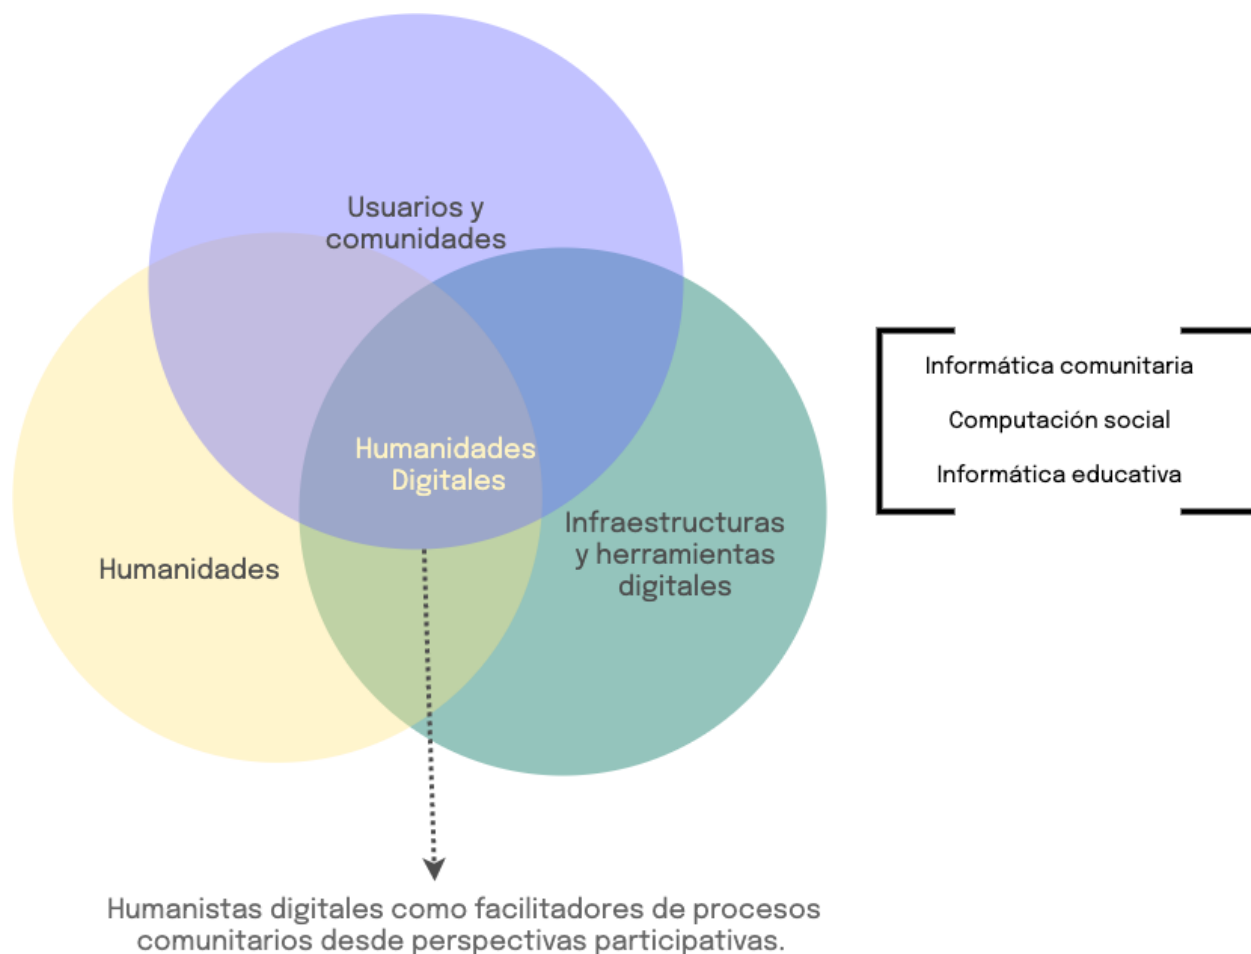 Usuarios y
comunidades
Humanidades
Digitales
Humanidades
Infraestructuras
y herramientas
digitales
Informática comunitaria
Computación social
Informática educativa
Humanistas digitales como facilitadores de procesos
comunitarios desde perspectivas participativas.